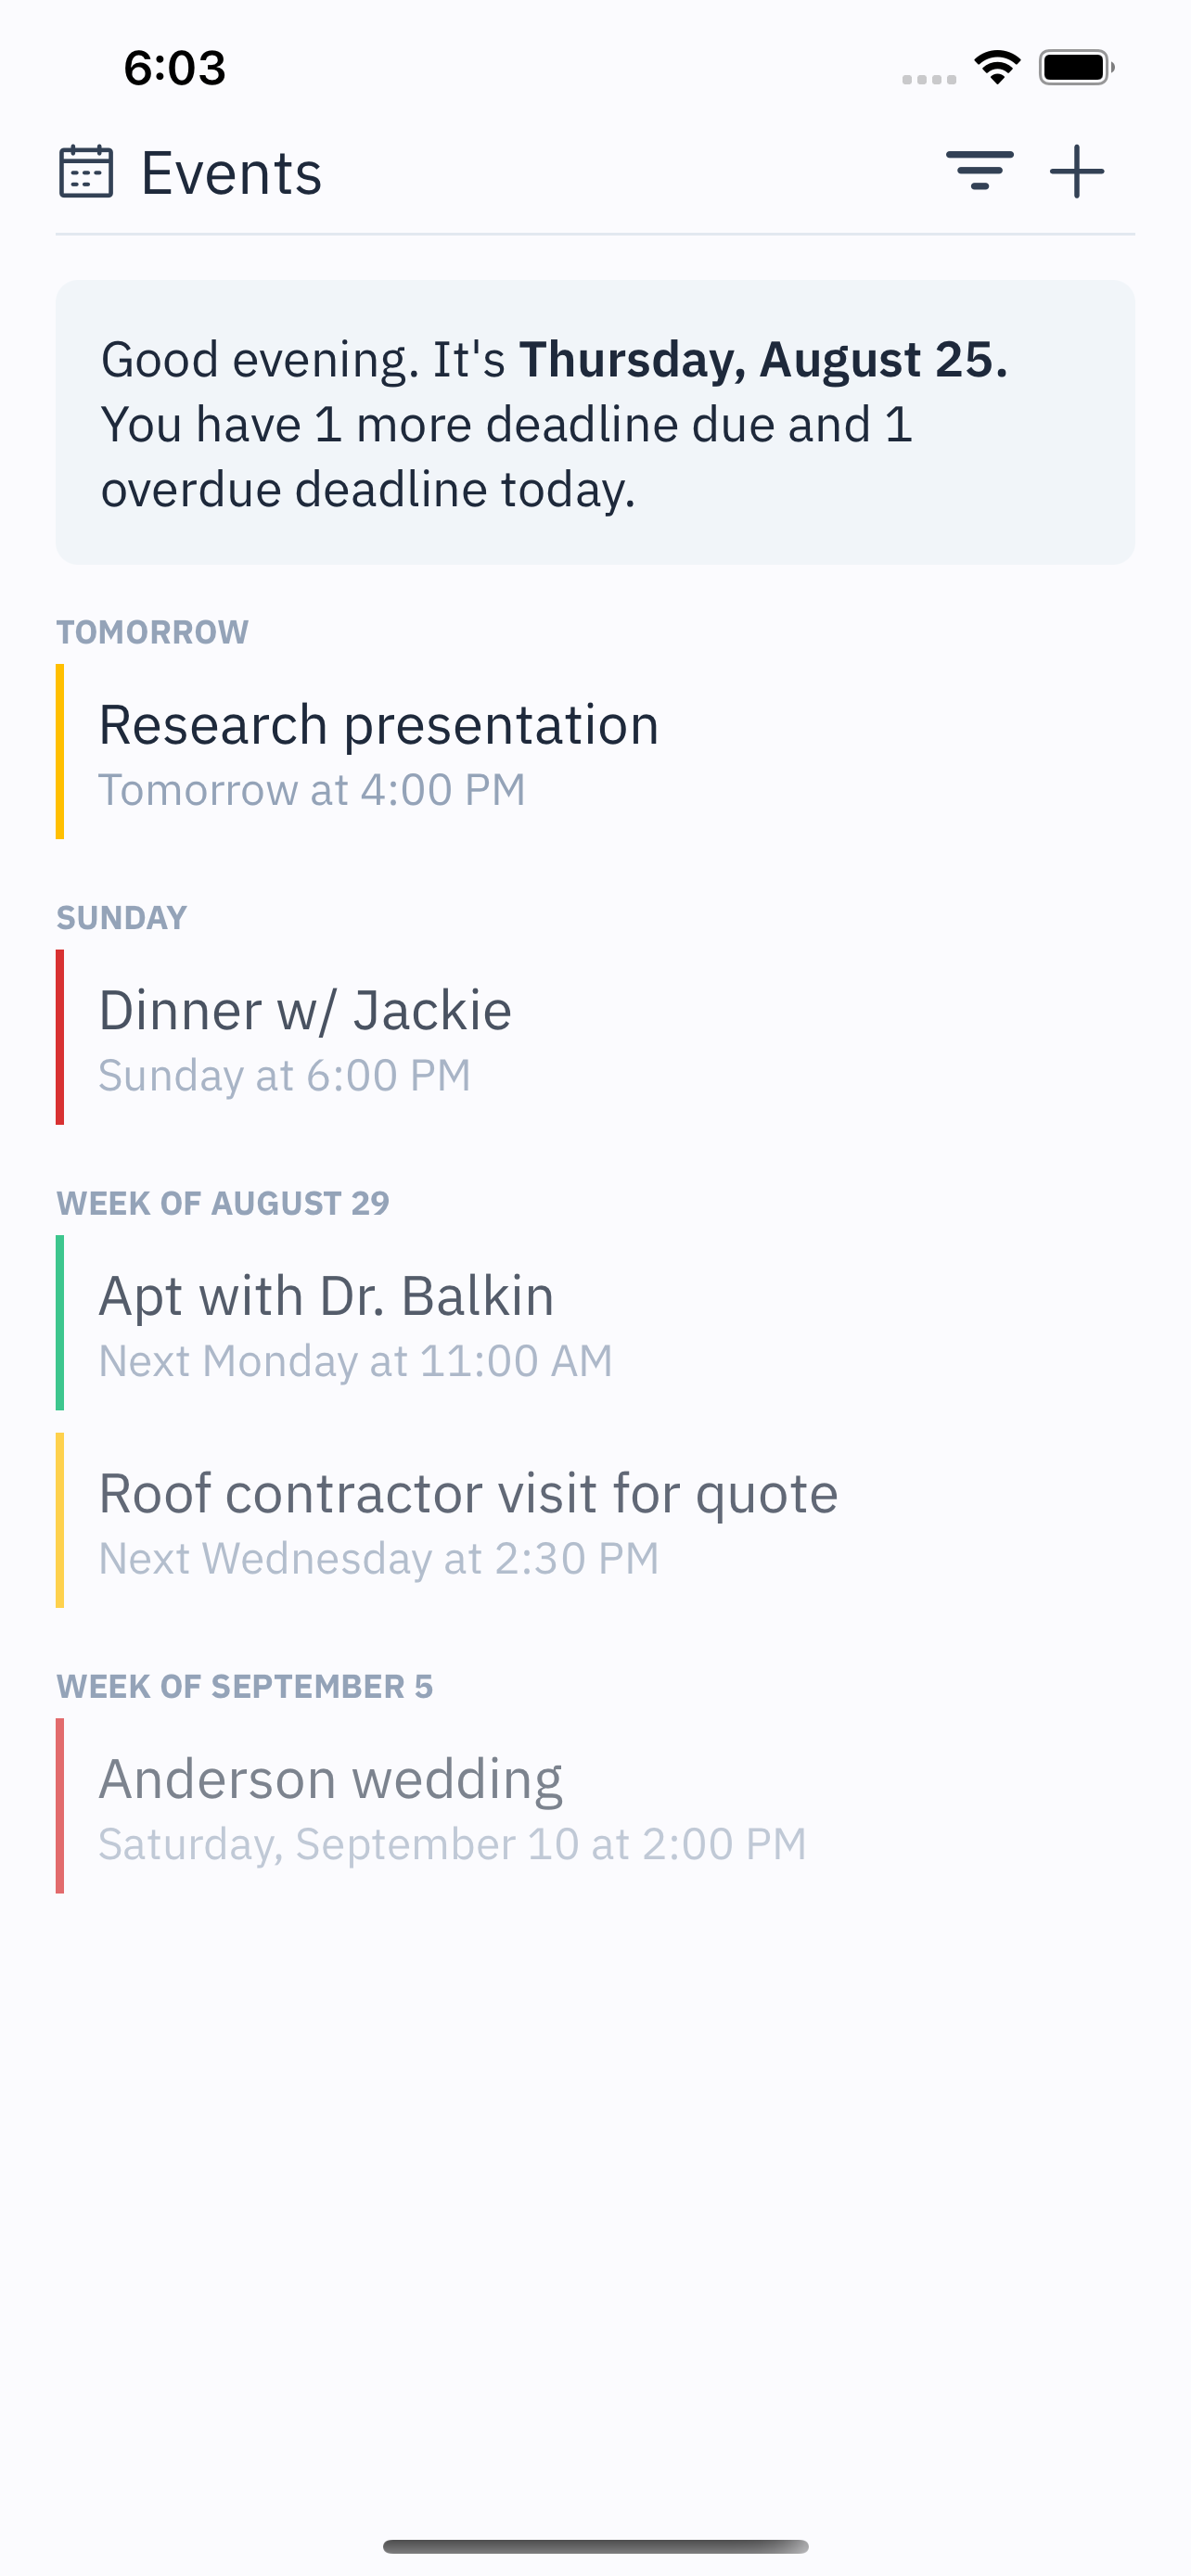 6:03
Events
Good evening. It's Thursday, August 25.
You have 1 more deadline due and 1
overdue deadline today.
TOMORROW
Research presentation
Tomorrow at 4:00 PM
SUNDAY
Dinner w/ Jackie
Sunday at 6:00 PM
WEEK OF AUGUST 29
Apt with Dr. Balkin
Next Monday at 11:00 AM
Roof contractor visit for quote
Next Wednesday at 2:30 PM
WEEK OF SEPTEMBER 5
Anderson wedding
Saturday, September 10 at 2:00 PM